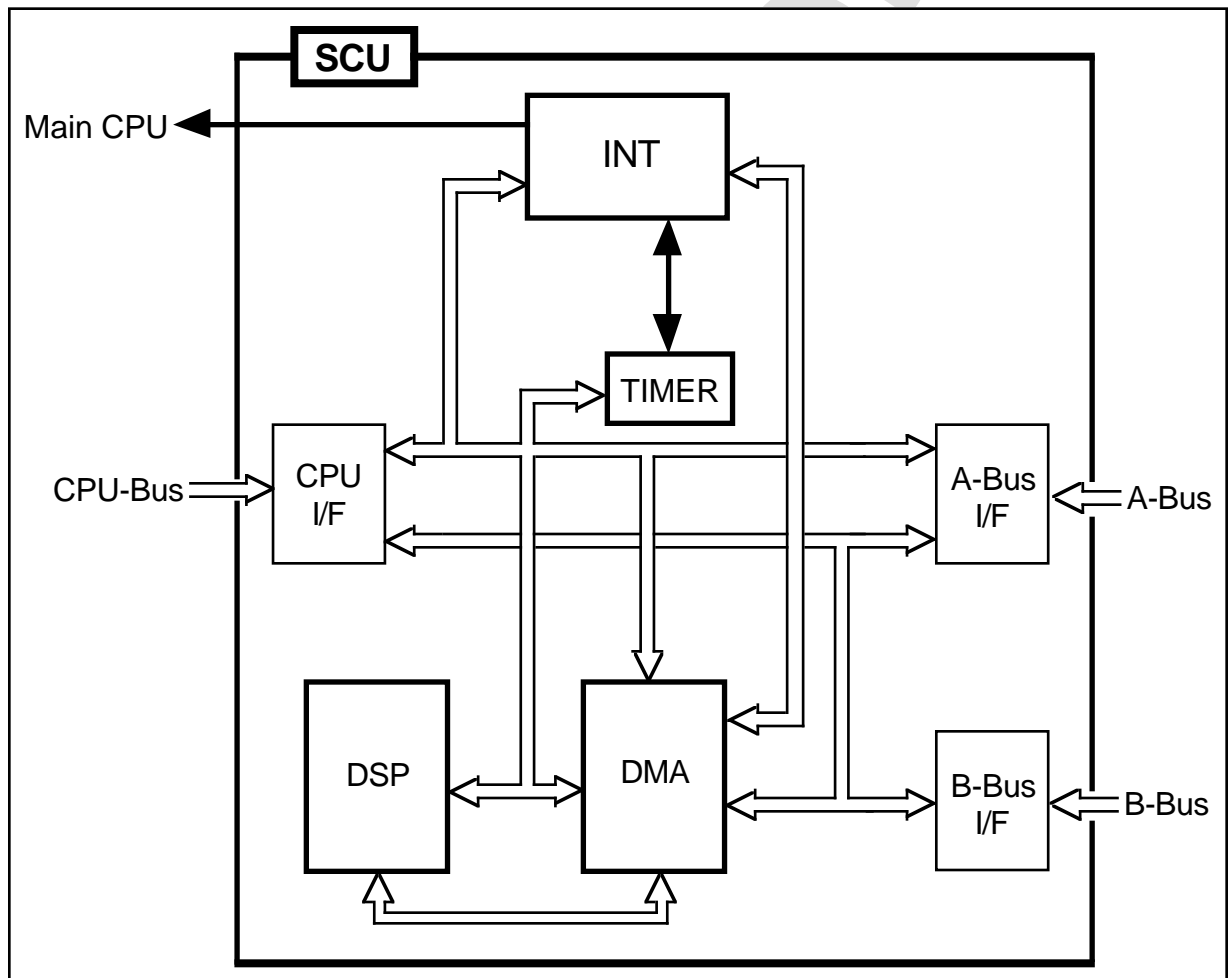 SCU
Main CPU
INT
TIMER
CPU
I/F
CPU-Bus
A-Bus
I/F
A-Bus
DSP
DMA
B-Bus
I/F
B-Bus